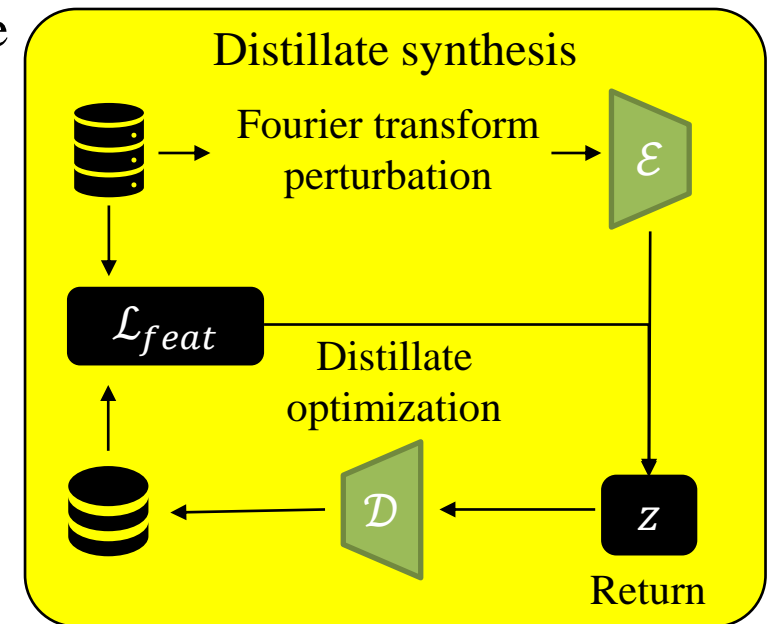 e
Distillate synthesis
Fourier transform
perturbation
ℰ
ℒ_feat
Distillate
optimization
𝒟
z
Return